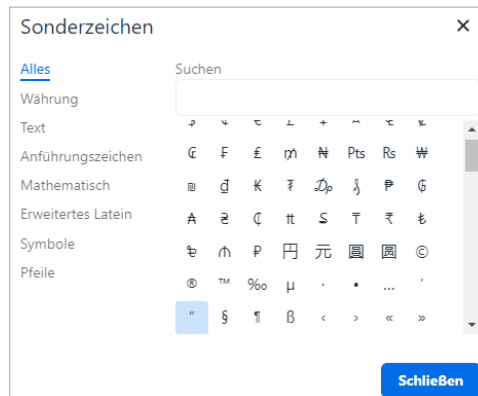 Sonderzeichen ×
Alles
Suchen
Währung
Text
Anführungszeichen
Mathematisch
Erweitertes Latein
Symbole
Pfeile
₢ ₣ £ ₥ ₦ Pts Rs ₩
₪ ₫ ₭ ₮ ₯ ₰ ₱ ₲
₳ ₴ ₵ ₶ ₷ ₸ ₹ ₺
₻ ₼ ₽ 円 元 圓 圆 ©
® ™ ‰ µ · • … ′
″ § ¶ ß ‹ › « »
Schließen